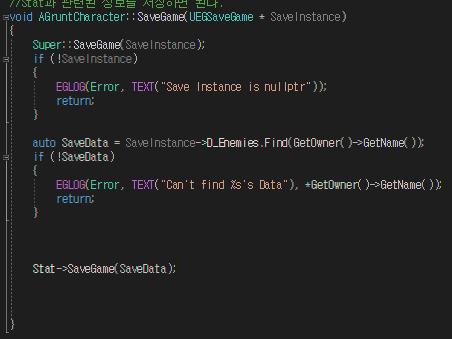 //Stat과 관련된 정보를 저장하면 된다.
void AGruntCharacter::SaveGame(UEGSaveGame * SaveInstance)
{
Super::SaveGame(SaveInstance);
if (!SaveInstance)
{
EGLOG(Error, TEXT("Save Instance is nullptr"));
return;
}
auto SaveData = SaveInstance->D_Enemies.Find(GetOwner()->GetName());
if (!SaveData)
{
EGLOG(Error, TEXT("Can't find %s's Data"), *GetOwner()->GetName());
return;
}
Stat->SaveGame(SaveData);
}